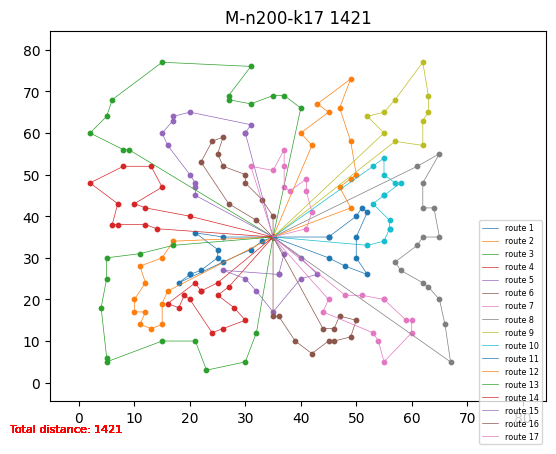 M-n200-k17 1421
80
70
60
50
40
30
20
10
0
0
10
20
30
40
50
60
70
80
route 1
route 2
route 3
route 4
route 5
route 6
route 7
route 8
route 9
route 10
route 11
route 12
route 13
route 14
route 15
route 16
route 17
Total distance: 1421